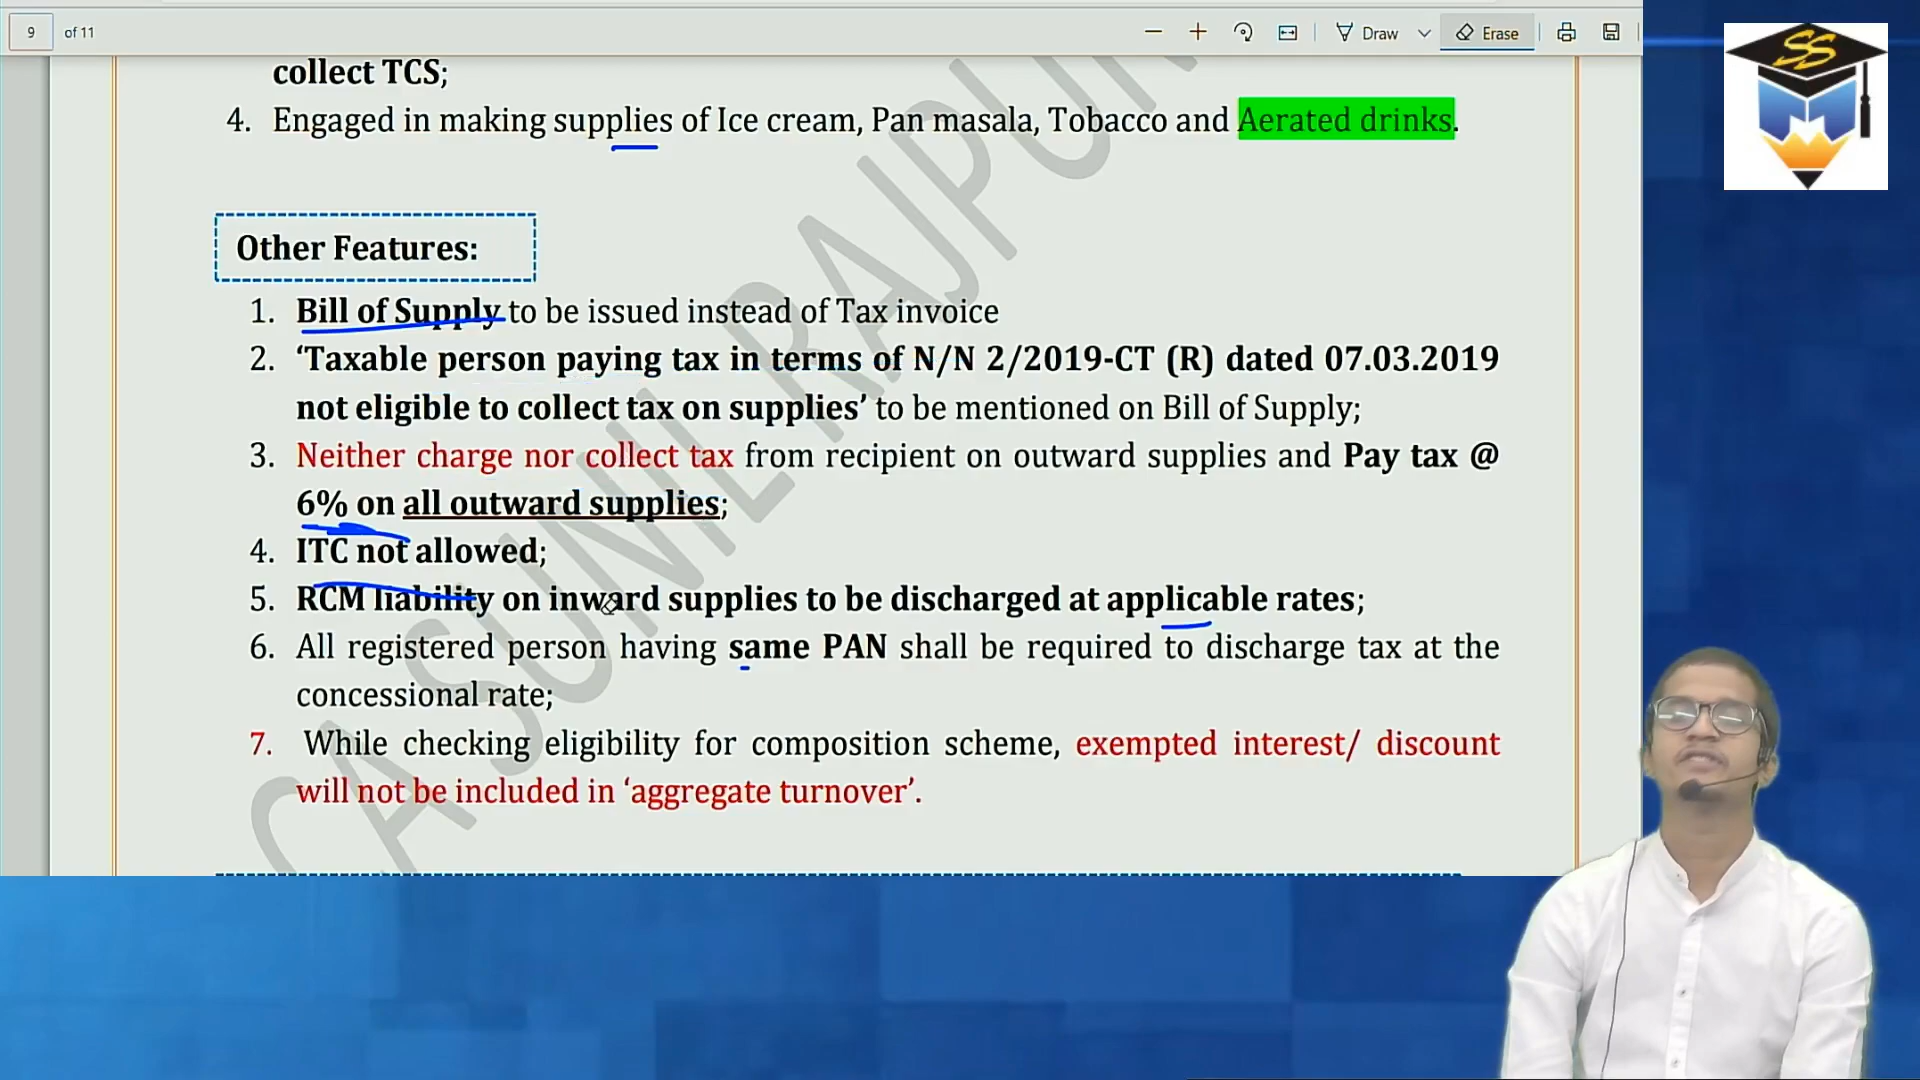 9 of 11 Draw Erase
SS
collect TCS;
4. Engaged in making supplies of Ice cream, Pan masala, Tobacco and Aerated drinks.
Other Features:
1. Bill of Supply to be issued instead of Tax invoice
2. ‘Taxable person paying tax in terms of N/N 2/2019-CT (R) dated 07.03.2019
not eligible to collect tax on supplies’ to be mentioned on Bill of Supply;
3. Neither charge nor collect tax from recipient on outward supplies and Pay tax @
6% on all outward supplies;
4. ITC not allowed;
5. RCM liability on inward supplies to be discharged at applicable rates;
6. All registered person having same PAN shall be required to discharge tax at the
concessional rate;
7. While checking eligibility for composition scheme, exempted interest/ discount
will not be included in ‘aggregate turnover’.
CA SUNIL RAJPU